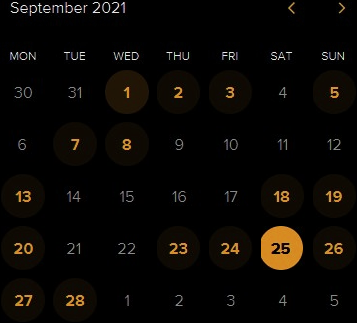 September 2021
MON TUE WED THU FRI SAT SUN
30 31 1 2 3 4 5
6 7 8 9 10 11 12
13 14 15 16 17 18 19
20 21 22 23 24 25 26
27 28 1 2 3 4 5